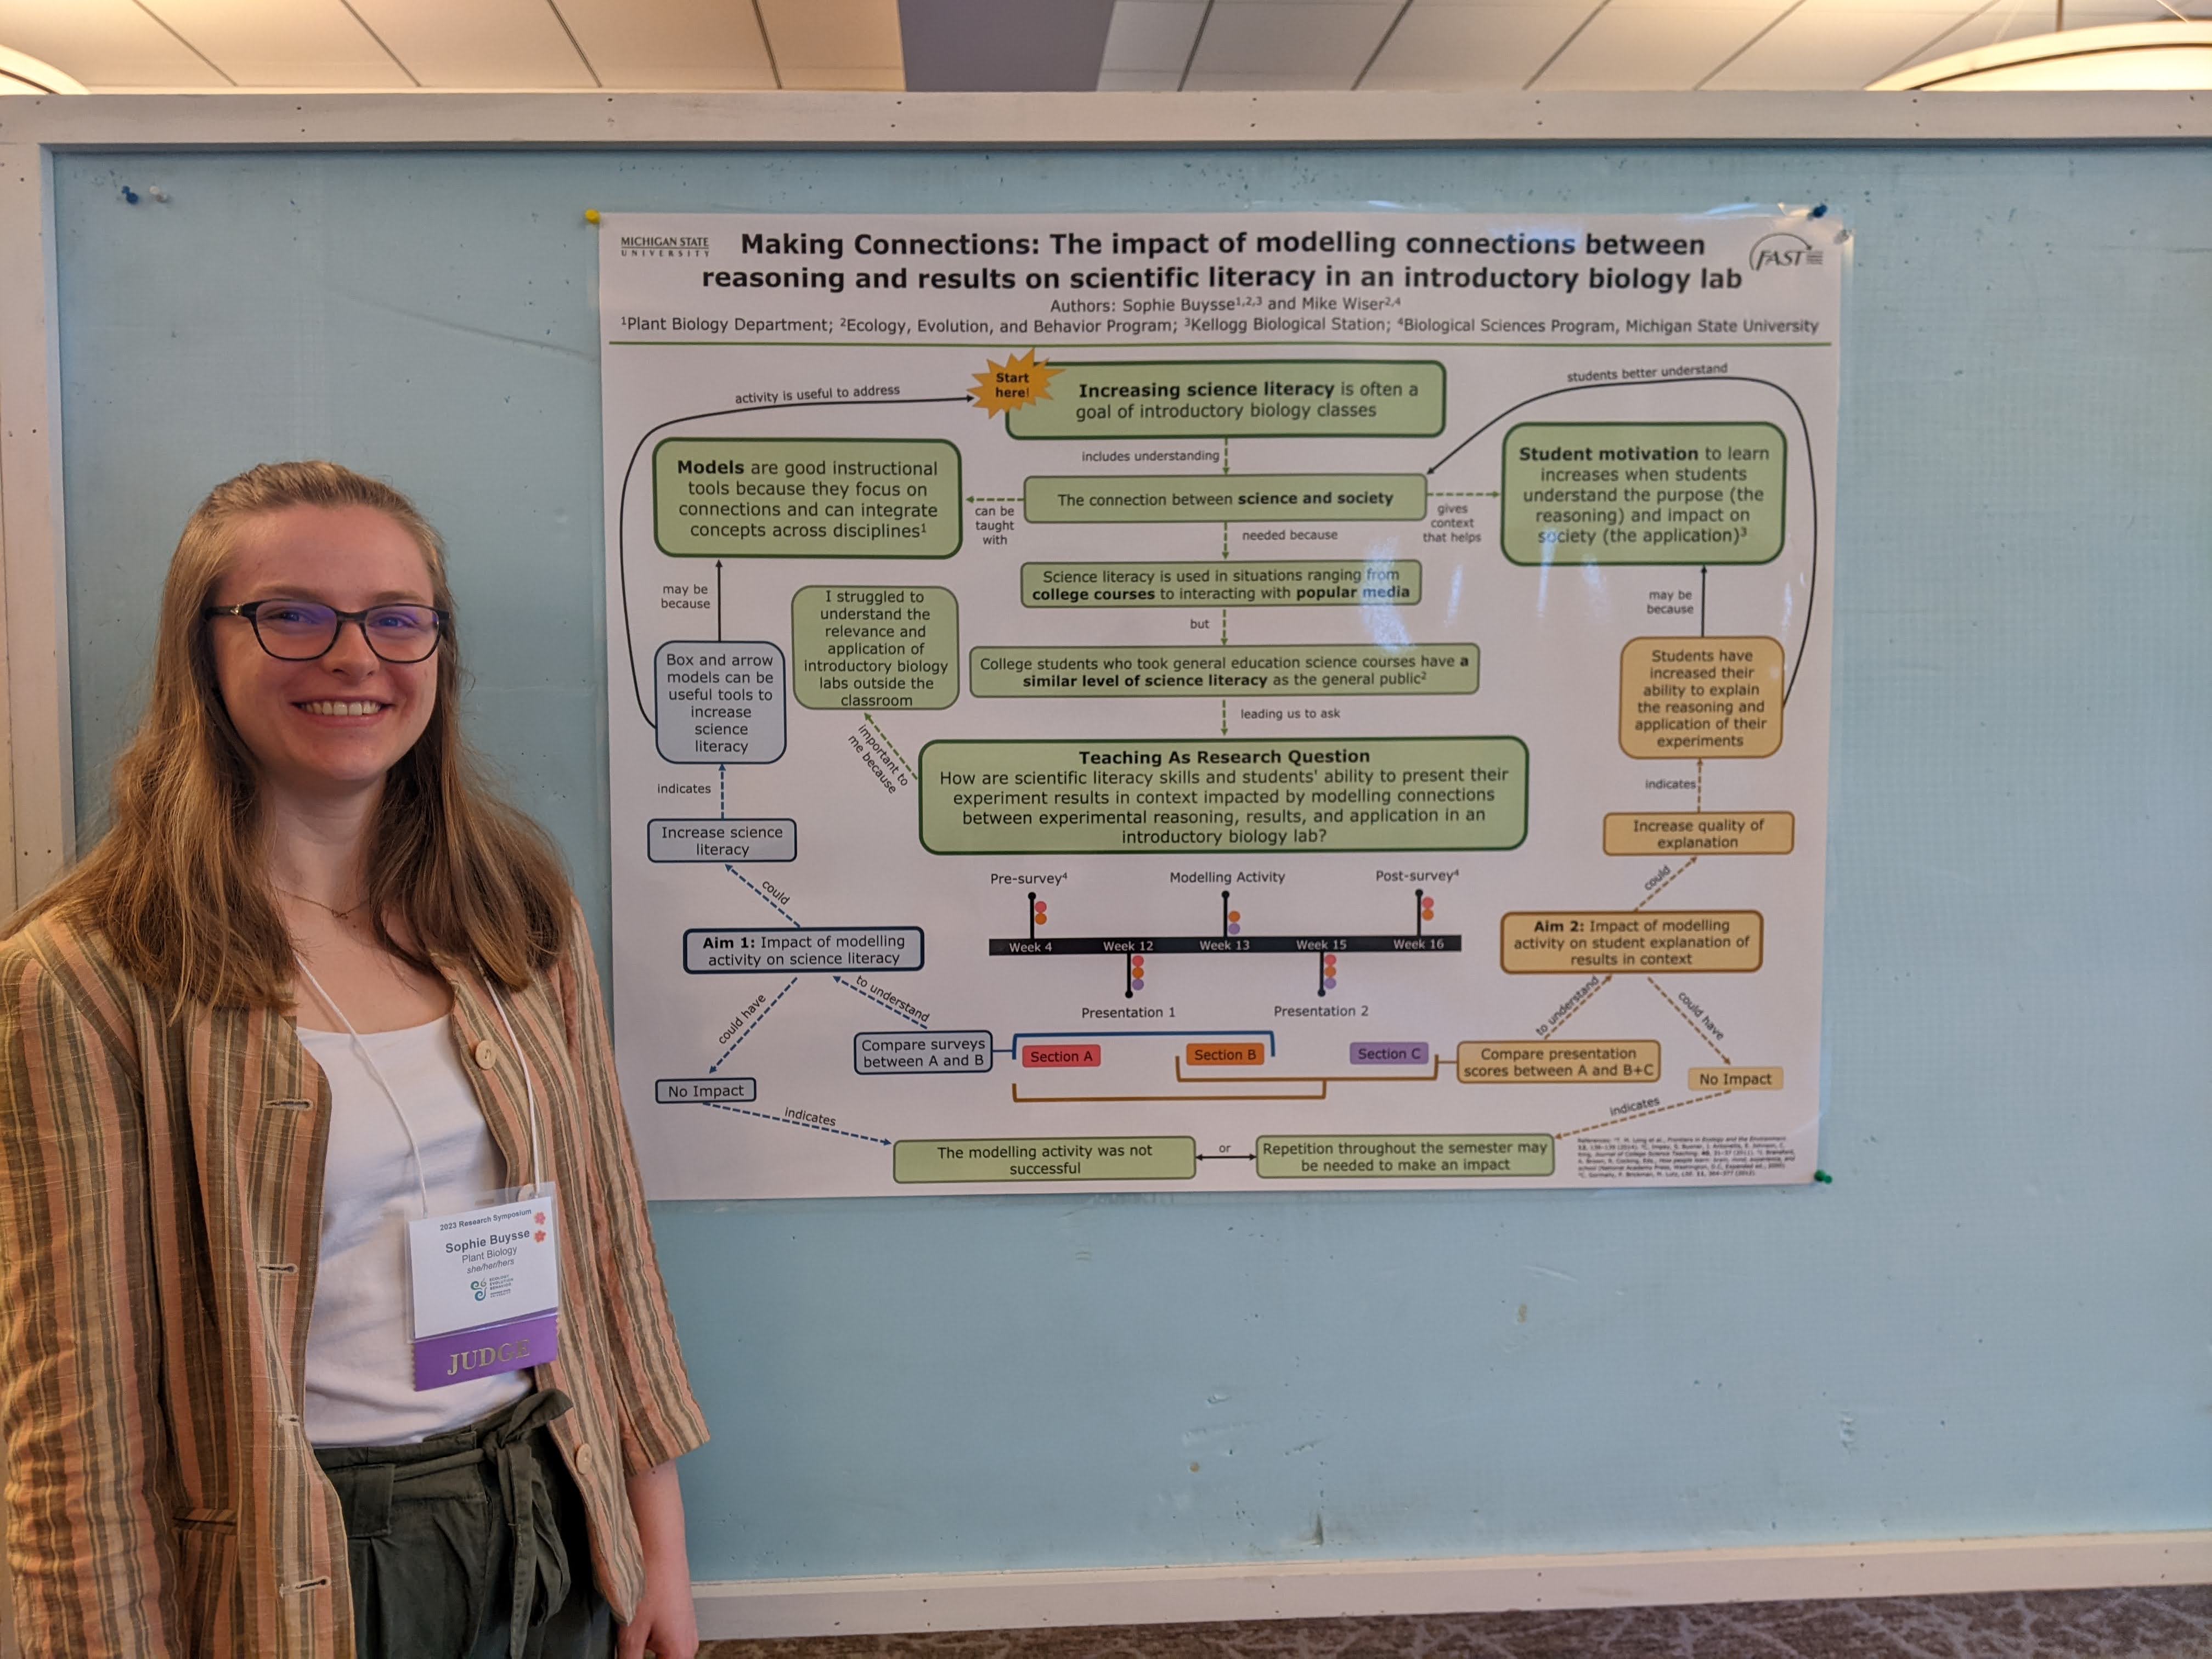 MICHIGAN STATE
UNIVERSITY
Making Connections: The impact of modelling connections between
reasoning and results on scientific literacy in an introductory biology lab
FAST
Authors: Sophie Buysse1,2,3 and Mike Wiser2,4
1Plant Biology Department; 2Ecology, Evolution, and Behavior Program; 3Kellogg Biological Station; 4Biological Sciences Program, Michigan State University
Start
here!
Increasing science literacy is often a
goal of introductory biology classes
activity is useful to address
students better understand
includes understanding
Models are good instructional
tools because they focus on
connections and can integrate
concepts across disciplines1
can be
taught
with
The connection between science and society
gives
context
that helps
Student motivation to learn
increases when students
understand the purpose (the
reasoning) and impact on
society (the application)3
needed because
Science literacy is used in situations ranging from
college courses to interacting with popular media
but
College students who took general education science courses have a
similar level of science literacy as the general public2
leading us to ask
may be
because
I struggled to
understand the
relevance and
application of
introductory biology
labs outside the
classroom
important to
me because
Box and arrow
models can be
useful tools to
increase
science
literacy
may be
because
Students have
increased their
ability to explain
the reasoning and
application of their
experiments
Teaching As Research Question
How are scientific literacy skills and students' ability to present their
experiment results in context impacted by modelling connections
between experimental reasoning, results, and application in an
introductory biology lab?
indicates
Increase science
literacy
could
indicates
Increase quality of
explanation
could
Pre-survey4
Modelling Activity
Post-survey4
Week 4
Week 12
Week 13
Week 15
Week 16
Presentation 1
Presentation 2
Aim 1: Impact of modelling
activity on science literacy
could have
to understand
Compare surveys
between A and B
Section A
Section B
Section C
Aim 2: Impact of modelling
activity on student explanation of
results in context
to understand
could have
Compare presentation
scores between A and B+C
No Impact
No Impact
indicates
indicates
The modelling activity was not
successful
or
Repetition throughout the semester may
be needed to make an impact
2023 Research Symposium
Sophie Buysse
Plant Biology
she/her/hers
ECOLOGY
EVOLUTION
BEHAVIOR
JUDGE